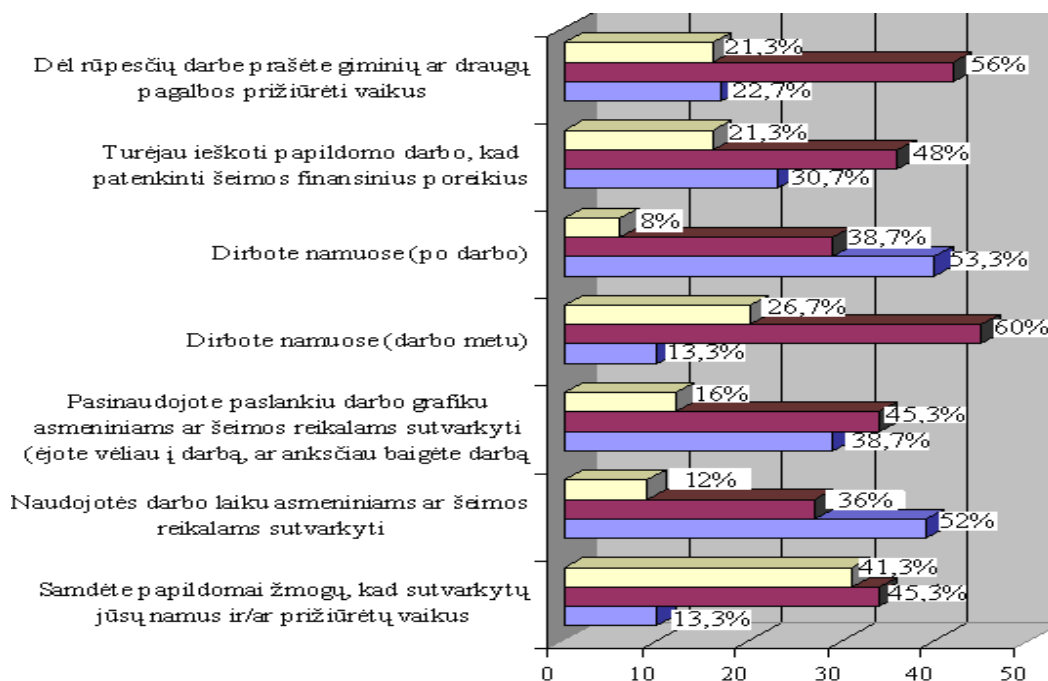 21,3%
Dėl rūpesčių darbe prašėte giminių ar draugų
56%
pagalbos prižiūrėti vaikus
22,7%
21,3%
Turėjau ieškoti papildomo darbo, kad
48%
patenkinti šeimos finansinius poreikius
30,7%
8%
38,7%
Dirbote namuose (po darbo)
53,3%
26,7%
60%
Dirbote namuose (darbo metu)
13,3%
Pasinaudojote paslankiu darbo grafiku
16%
asmeniniams ar šeimos reikalams sutvarkyti
45,3%
(ėjote vėliau į darbą, ar anksčiau baigėte darbą
38,7%
12%
Naudojotės darbo laiku asmeniniams ar šeimos
36%
reikalams sutvarkyti
52%
41,3%
Samdėte papildomai žmogų, kad sutvarkytų
45,3%
jūsų namus ir/ar prižiūrėtų vaikus
13,3%
0 10 20 30 40 50